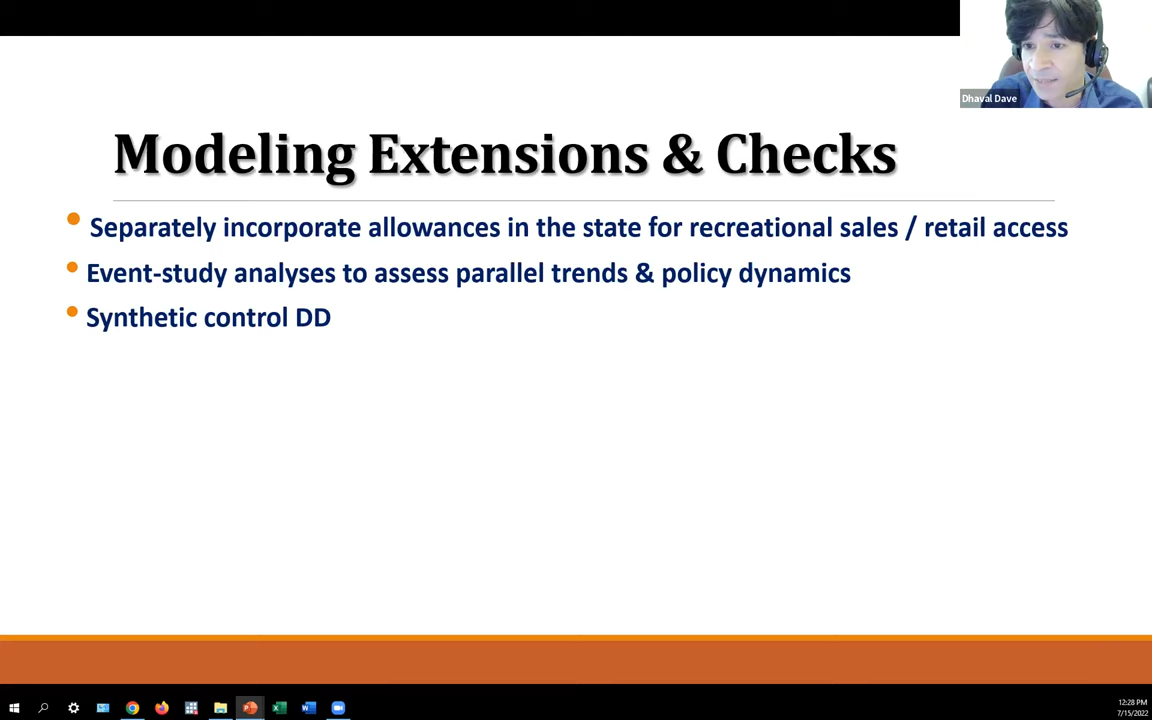 Dhaval Dave
Modeling Extensions & Checks
• Separately incorporate allowances in the state for recreational sales / retail access
• Event-study analyses to assess parallel trends & policy dynamics
• Synthetic control DD
12:28 PM
7/15/2022